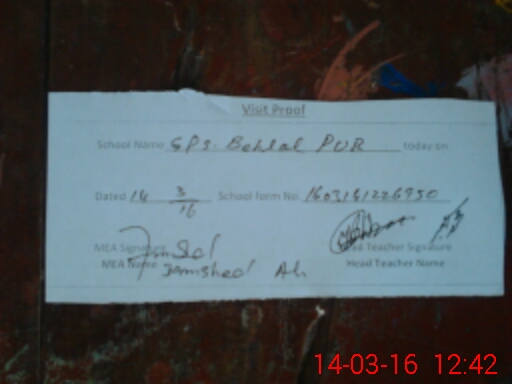 Visit Proof
School Name GPS. Behlal PUR today on
Dated 14 3/16 School form No. 1603141226950
MEA Signature Head Teacher Signature
MEA Name Jamshed Ali Head Teacher Name
14-03-16 12:42